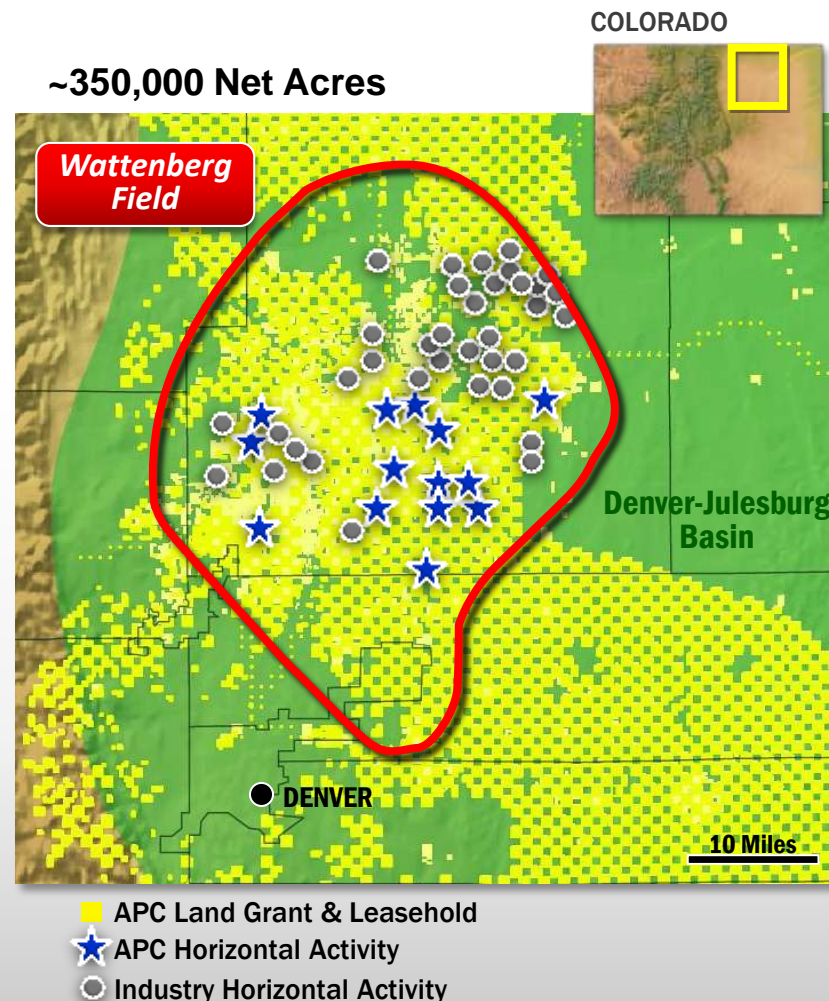 COLORADO
~350,000 Net Acres
Wattenberg
Field
Denver-Julesburg
Basin
DENVER
10 Miles
APC Land Grant & Leasehold
APC Horizontal Activity
Industry Horizontal Activity